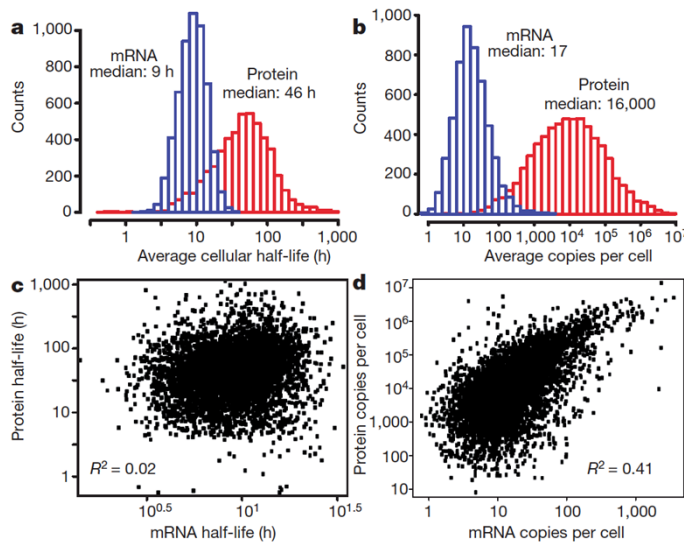 a
1,000
800
600
400
200
0
Counts
mRNA
median: 9 h
Protein
median: 46 h
1
10
100
1,000
Average cellular half-life (h)
b
1,000
800
600
400
200
0
Counts
mRNA
median: 17
Protein
median: 16,000
1
10
100
1,000
10⁴
10⁵
10⁶
10⁷
Average copies per cell
c
1,000
100
10
1
Protein half-life (h)
R² = 0.02
10⁰·⁵
10¹
10¹·⁵
mRNA half-life (h)
d
10⁷
10⁶
10⁵
10⁴
1,000
100
10
Protein copies per cell
R² = 0.41
1
10
100
1,000
mRNA copies per cell